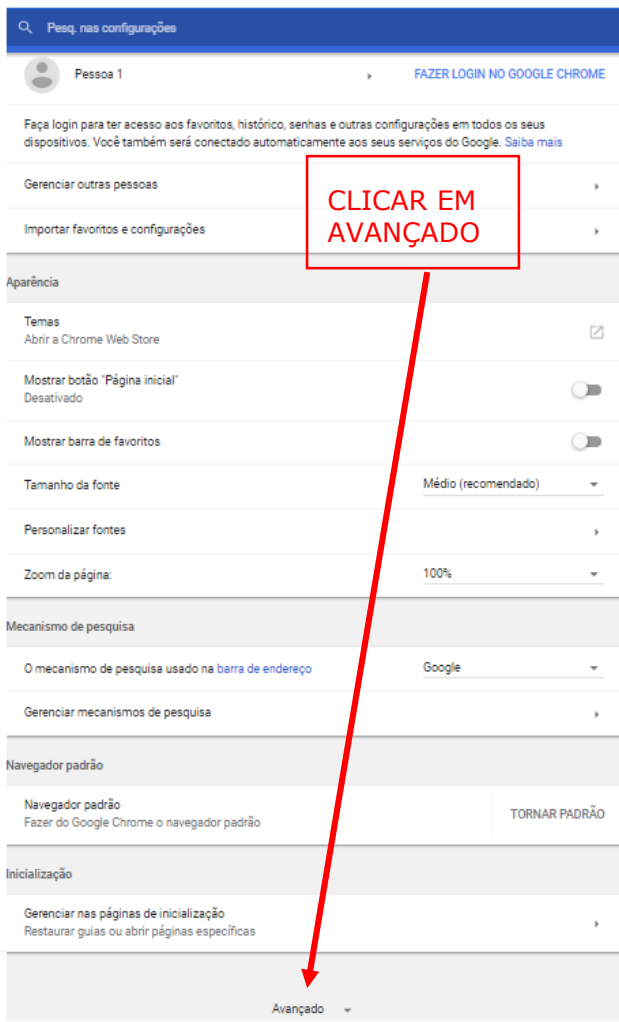 Pesq. nas configurações
Pessoa 1
FAZER LOGIN NO GOOGLE CHROME
Faça login para ter acesso aos favoritos, histórico, senhas e outras configurações em todos os seus
dispositivos. Você também será conectado automaticamente aos seus serviços do Google. Saiba mais
Gerenciar outras pessoas
Importar favoritos e configurações
CLICAR EM
AVANÇADO
Aparência
Temas
Abrir a Chrome Web Store
Mostrar botão "Página inicial"
Desativado
Mostrar barra de favoritos
Tamanho da fonte
Médio (recomendado)
Personalizar fontes
Zoom da página:
100%
Mecanismo de pesquisa
O mecanismo de pesquisa usado na barra de endereço
Google
Gerenciar mecanismos de pesquisa
Navegador padrão
Navegador padrão
Fazer do Google Chrome o navegador padrão
TORNAR PADRÃO
Inicialização
Gerenciar nas páginas de inicialização
Restaurar guias ou abrir páginas específicas
Avançado